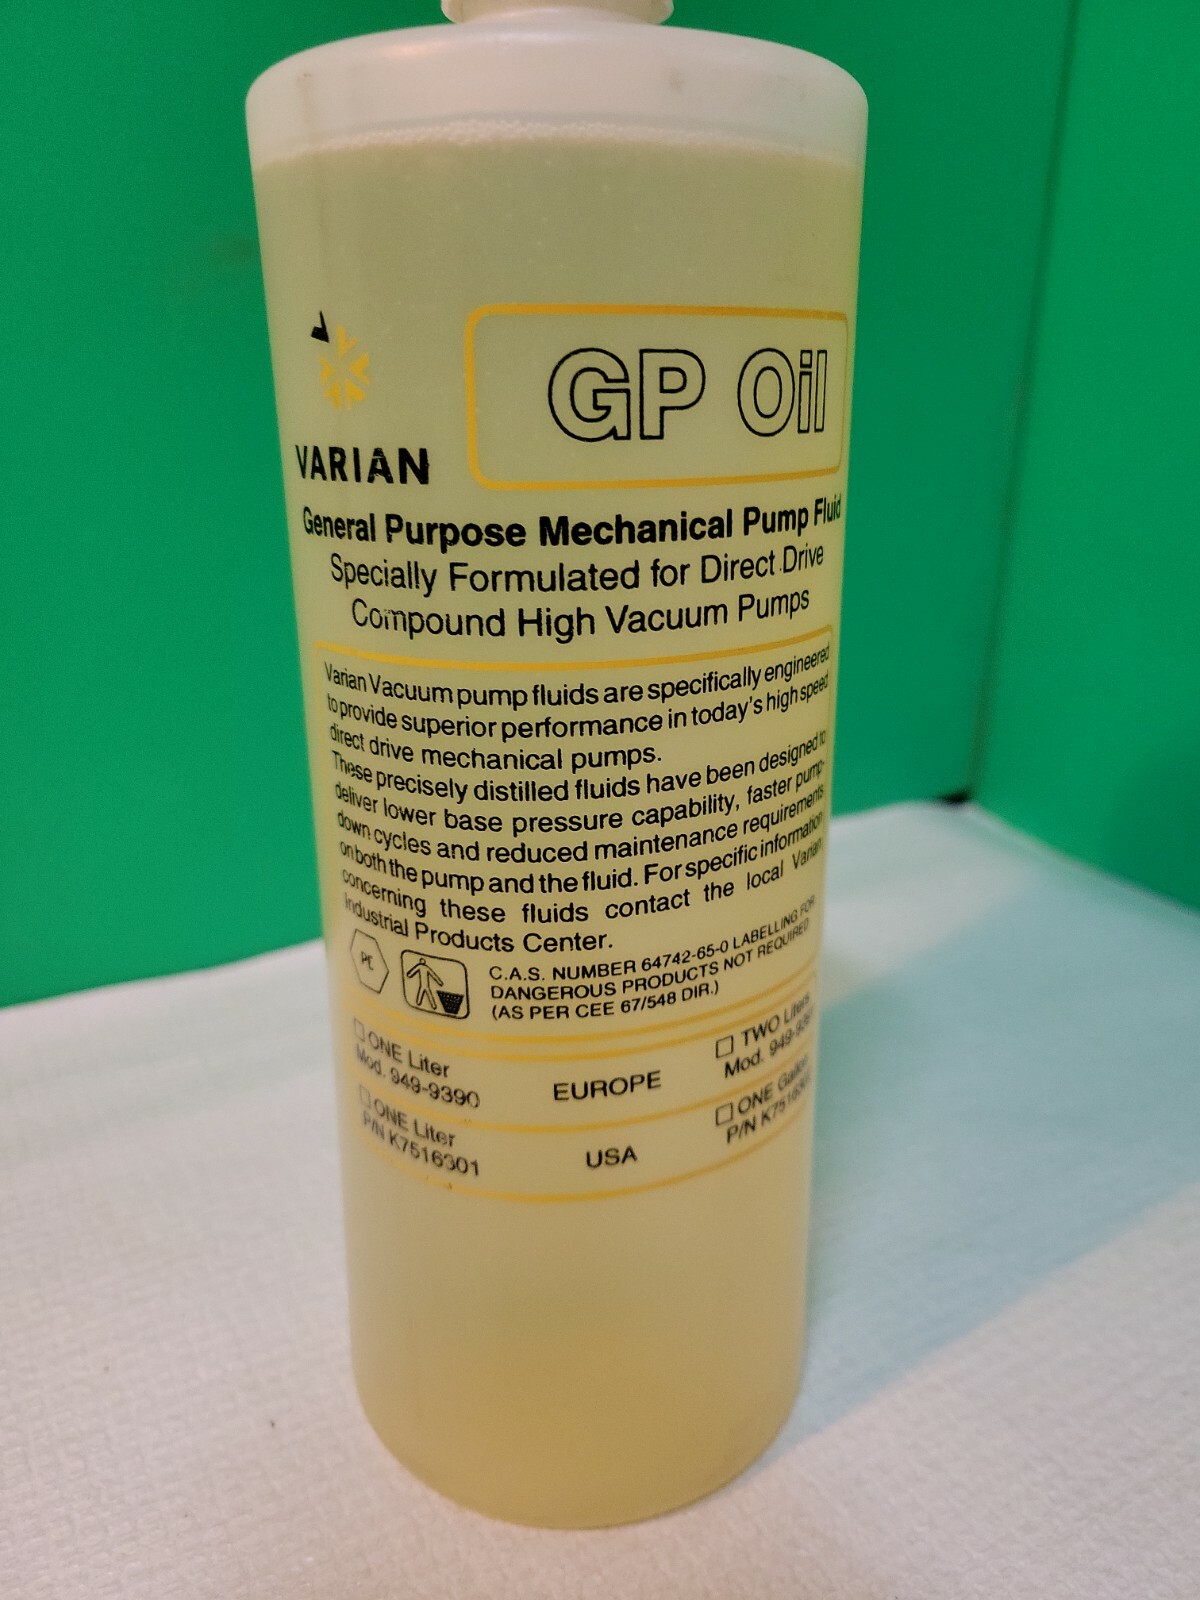 GP Oil
VARIAN
General Purpose Mechanical Pump Fluid
Specially Formulated for Direct Drive
Compound High Vacuum Pumps
Varian Vacuum pump fluids are specifically engineered
to provide superior performance in today's high speed
direct drive mechanical pumps.
These precisely distilled fluids have been designed to
deliver lower base pressure capability, faster pump-
down cycles and reduced maintenance requirements
on both the pump and the fluid. For specific information
concerning these fluids contact the local Varian
Industrial Products Center.
PE
C.A.S. NUMBER 64742-65-0 LABELLING FOR
DANGEROUS PRODUCTS NOT REQUIRED
(AS PER CEE 67/548 DIR.)
ONE Liter
Mod. 949-9390
EUROPE
TWO Liters
Mod.
ONE Liter
P/N K7516301
USA
ONE Gallon
P/N